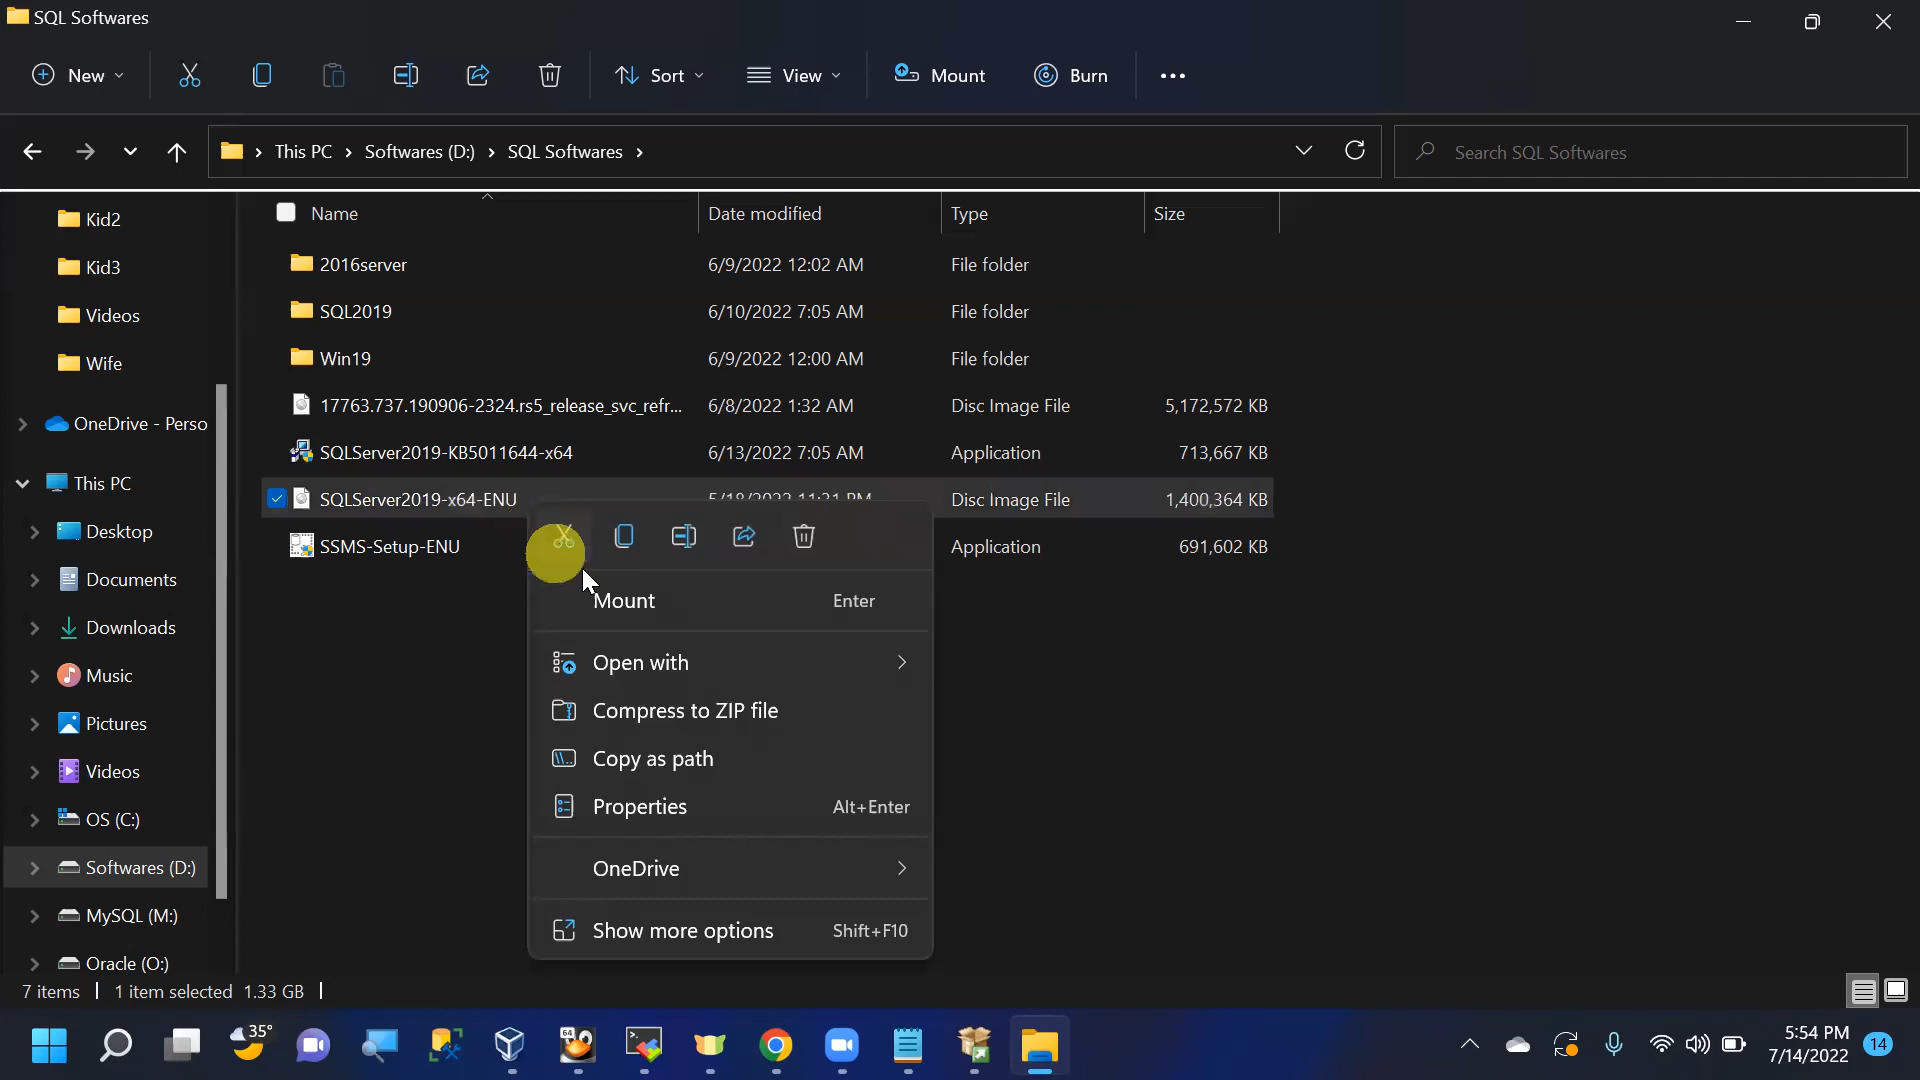 SQL Softwares
New
Sort
View
Mount
Burn
This PC
Softwares (D:)
SQL Softwares
Search SQL Softwares
Name
Date modified
Type
Size
Kid2
Kid3
Videos
Wife
OneDrive - Perso
This PC
Desktop
Documents
Downloads
Music
Pictures
Videos
OS (C:)
Softwares (D:)
MySQL (M:)
Oracle (O:)
2016server 6/9/2022 12:02 AM File folder
SQL2019 6/10/2022 7:05 AM File folder
Win19 6/9/2022 12:00 AM File folder
17763.737.190906-2324.rs5_release_svc_refr... 6/8/2022 1:32 AM Disc Image File 5,172,572 KB
SQLServer2019-KB5011644-x64 6/13/2022 7:05 AM Application 713,667 KB
SQLServer2019-x64-ENU Disc Image File 1,400,364 KB
SSMS-Setup-ENU Application 691,602 KB
Mount Enter
Open with
Compress to ZIP file
Copy as path
Properties Alt+Enter
OneDrive
Show more options Shift+F10
7 items 1 item selected 1.33 GB
35°
64
5:54 PM
7/14/2022
14